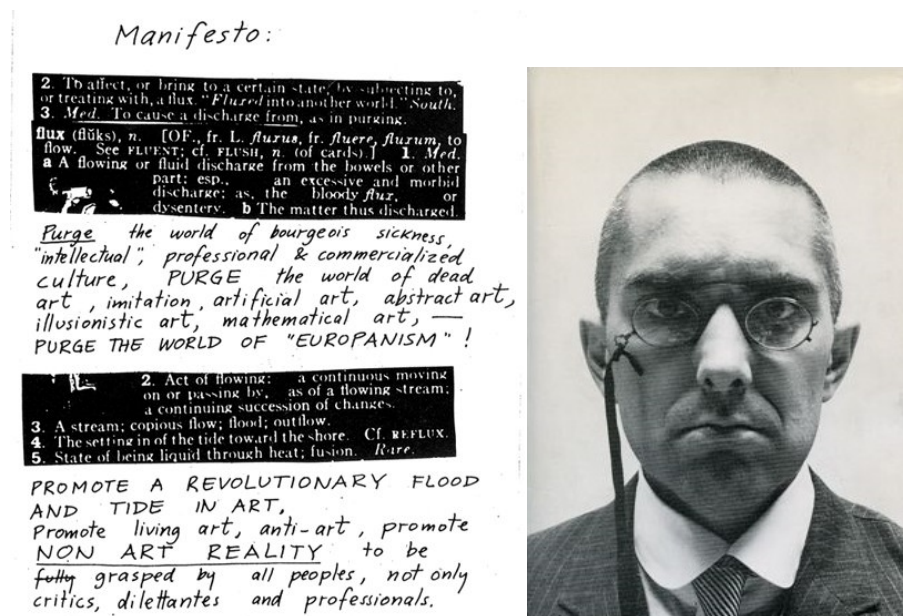 Manifesto:
2. To affect, or bring to a certain state, by subjecting to,
or treating with, a flux. "Fluxed into another world." South.
3. Med. To cause a discharge from, as in purging.
flux (flŭks), n. [OF., fr. L. fluxus, fr. fluere, fluxum, to
flow. See FLUENT; cf. FLUSH, n. (of cards).] 1. Med.
a A flowing or fluid discharge from the bowels or other
part: esp., an excessive and morbid
discharge; as, the bloody flux, or
dysentery. b The matter thus discharged.
Purge the world of bourgeois sickness,
"intellectual", professional & commercialized
culture, PURGE the world of dead
art, imitation, artificial art, abstract art,
illusionistic art, mathematical art, —
PURGE THE WORLD OF "EUROPANISM"!
2. Act of flowing: a continuous moving
on or passing by, as of a flowing stream;
a continuing succession of changes.
3. A stream; copious flow; flood; outflow.
4. The setting in of the tide toward the shore. Cf. REFLUX.
5. State of being liquid through heat; fusion. Rare.
PROMOTE A REVOLUTIONARY FLOOD
AND TIDE IN ART,
Promote living art, anti-art, promote
NON ART REALITY to be
fully grasped by all peoples, not only
critics, dilettantes and professionals.